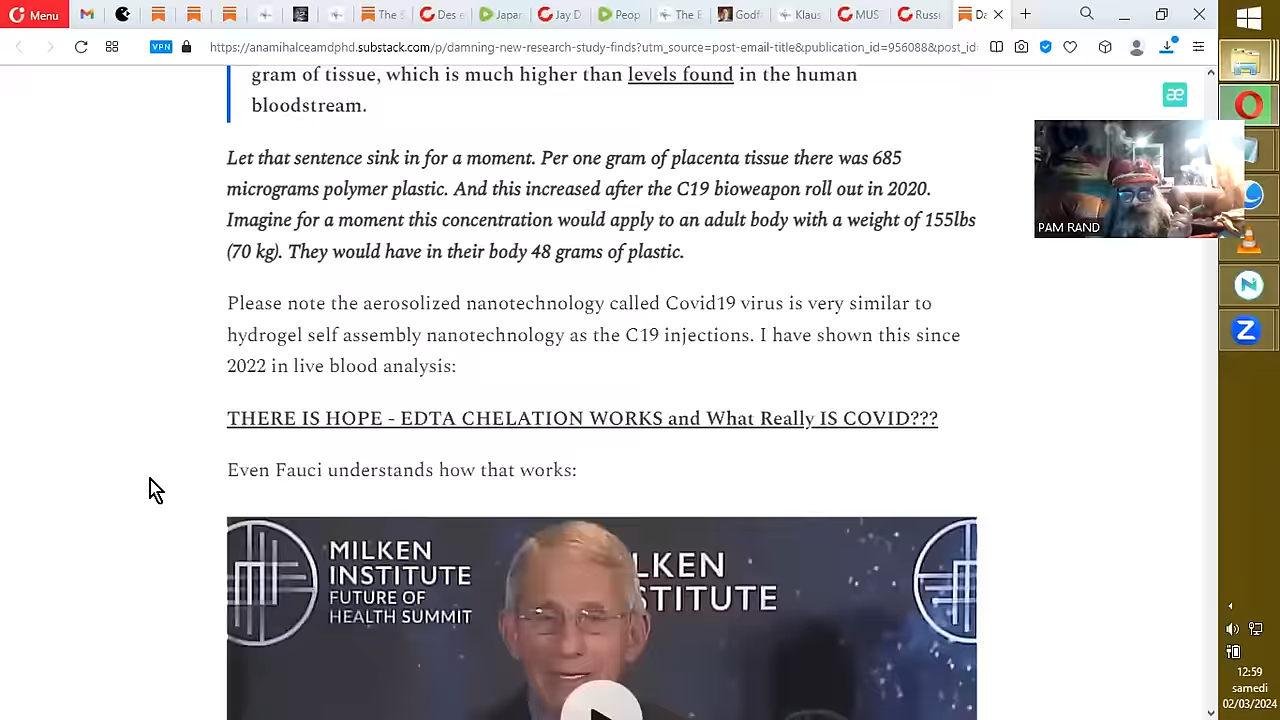 Menu
The S
Des e
Japan
Jay D
Peop
The E
Godf
Klaus
MUS
Russi
Da
VPN
https://anamihalceamdphd.substack.com/p/damning-new-research-study-finds?utm_source=post-email-title&publication_id=956088&post_id
gram of tissue, which is much higher than levels found in the human
bloodstream.
æ
PAM RAND
Let that sentence sink in for a moment. Per one gram of placenta tissue there was 685
micrograms polymer plastic. And this increased after the C19 bioweapon roll out in 2020.
Imagine for a moment this concentration would apply to an adult body with a weight of 155lbs
(70 kg). They would have in their body 48 grams of plastic.
Please note the aerosolized nanotechnology called Covid19 virus is very similar to
hydrogel self assembly nanotechnology as the C19 injections. I have shown this since
2022 in live blood analysis:
THERE IS HOPE - EDTA CHELATION WORKS and What Really IS COVID???
Even Fauci understands how that works:
MILKEN
INSTITUTE
FUTURE OF
HEALTH SUMMIT
LKEN
STITUTE
N
Z
12:59
samedi
02/03/2024